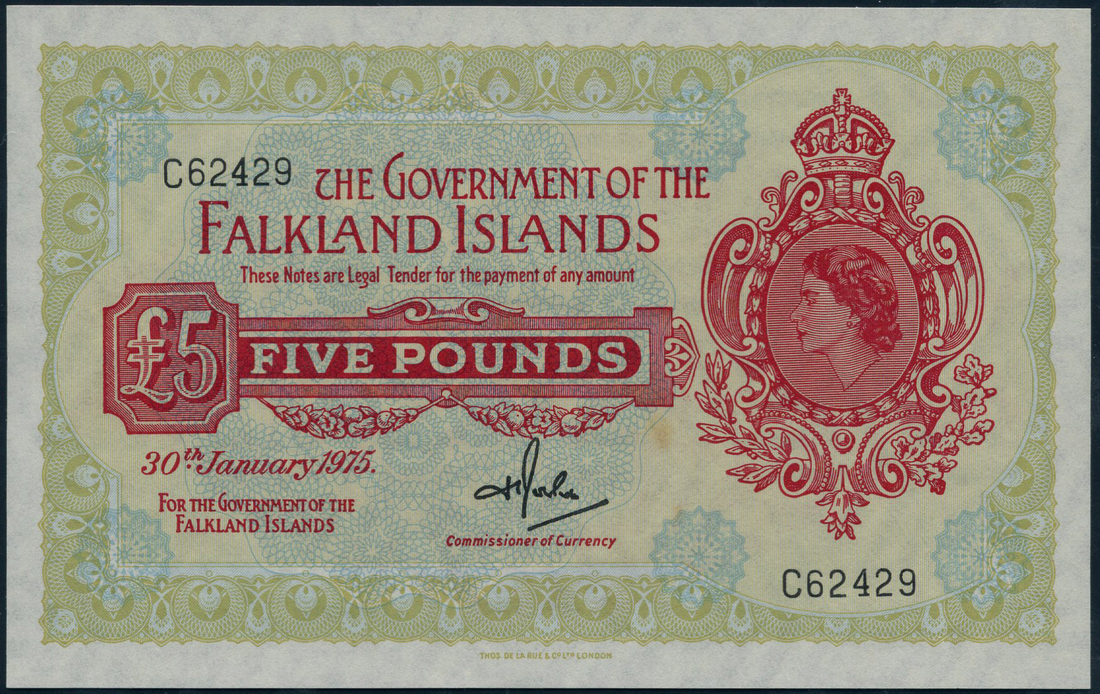 C62429
THE GOVERNMENT OF THE
FALKLAND ISLANDS
These Notes are Legal Tender for the payment of any amount
£5
FIVE POUNDS
30th January 1975.
FOR THE GOVERNMENT OF THE
FALKLAND ISLANDS
Commissioner of Currency
C62429
THOS. DE LA RUE & CO. LTD LONDON